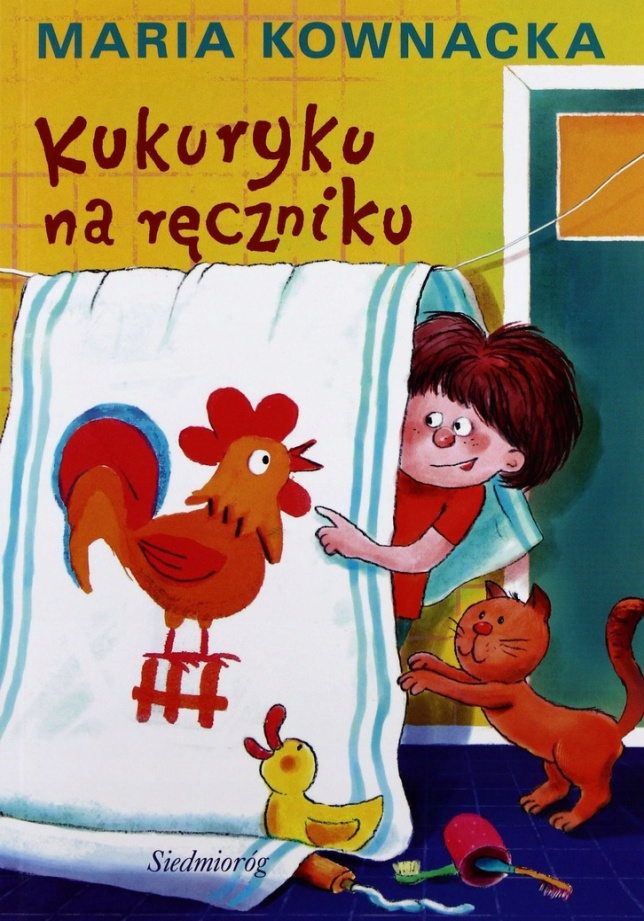 MARIA KOWNACKA
Kukuryku
na ręczniku
Siedmioróg